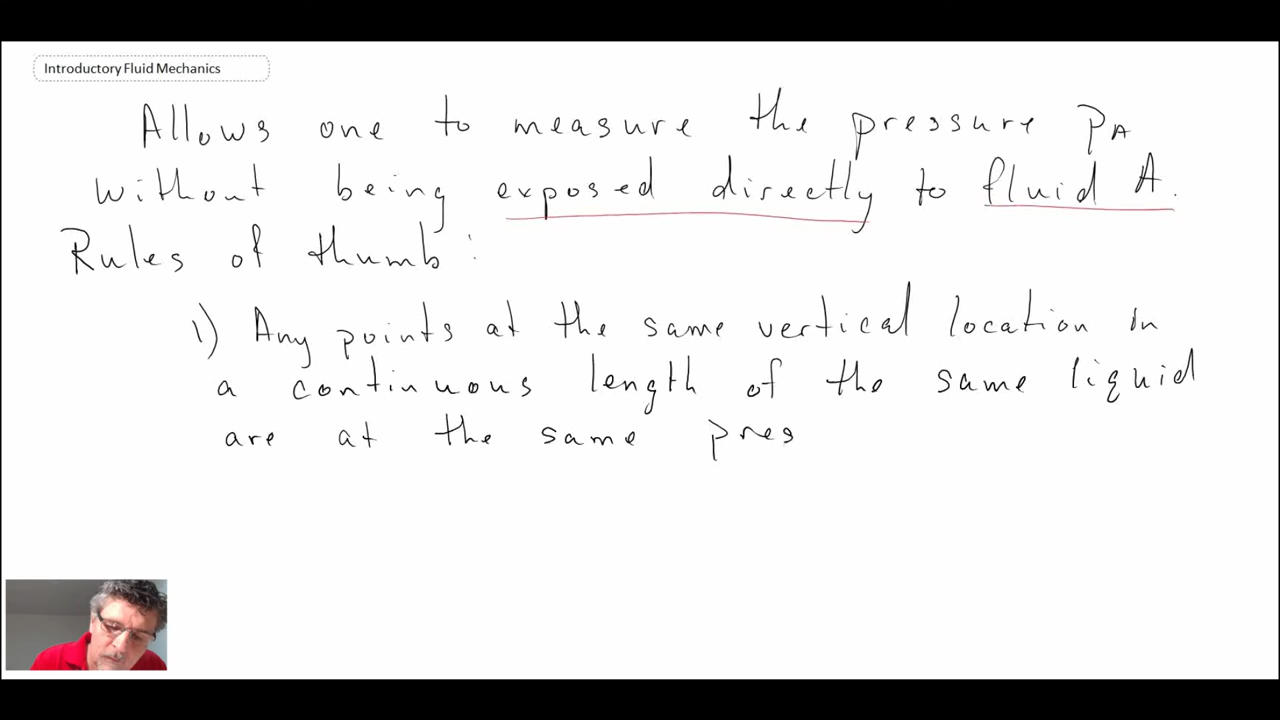 Introductory Fluid Mechanics
Allows one to measure the pressure pA
without being exposed directly to fluid A.
Rules of thumb:
1) Any points at the same vertical location in
a continuous length of the same liquid
are at the same pres